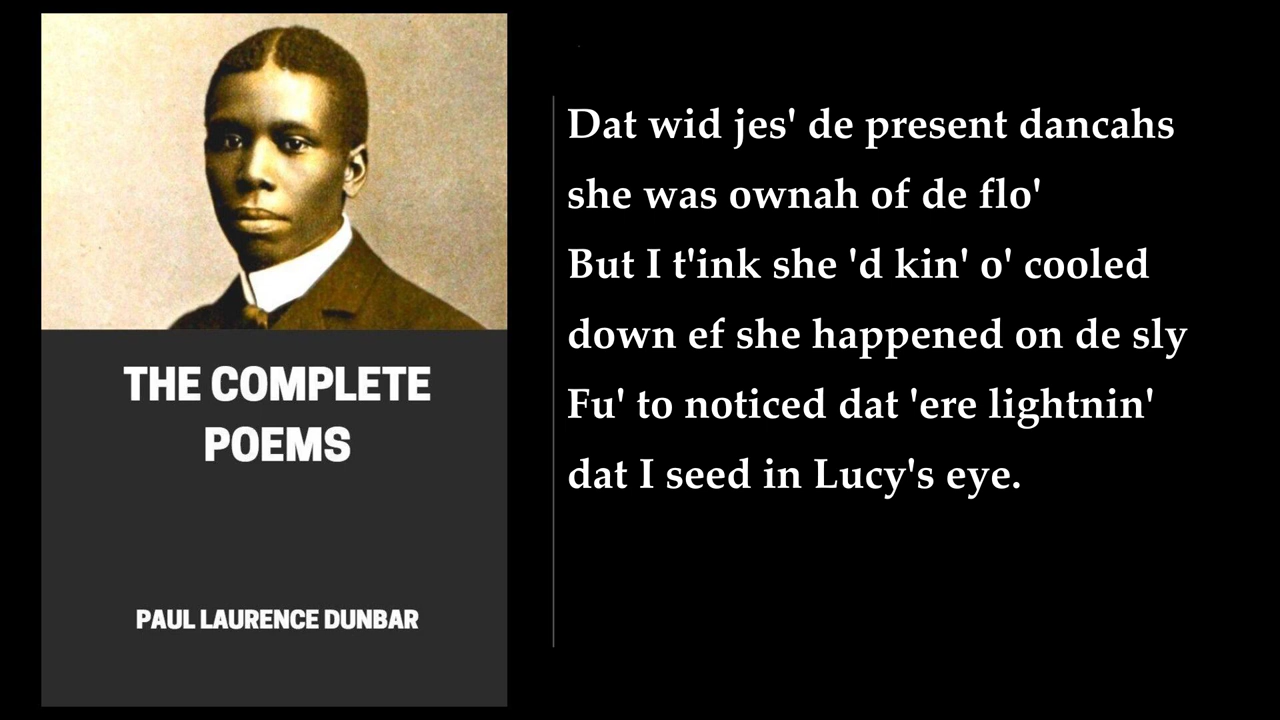 THE COMPLETE
POEMS
PAUL LAURENCE DUNBAR
Dat wid jes' de present dancahs
she was ownah of de flo'
But I t'ink she 'd kin' o' cooled
down ef she happened on de sly
Fu' to noticed dat 'ere lightnin'
dat I seed in Lucy's eye.